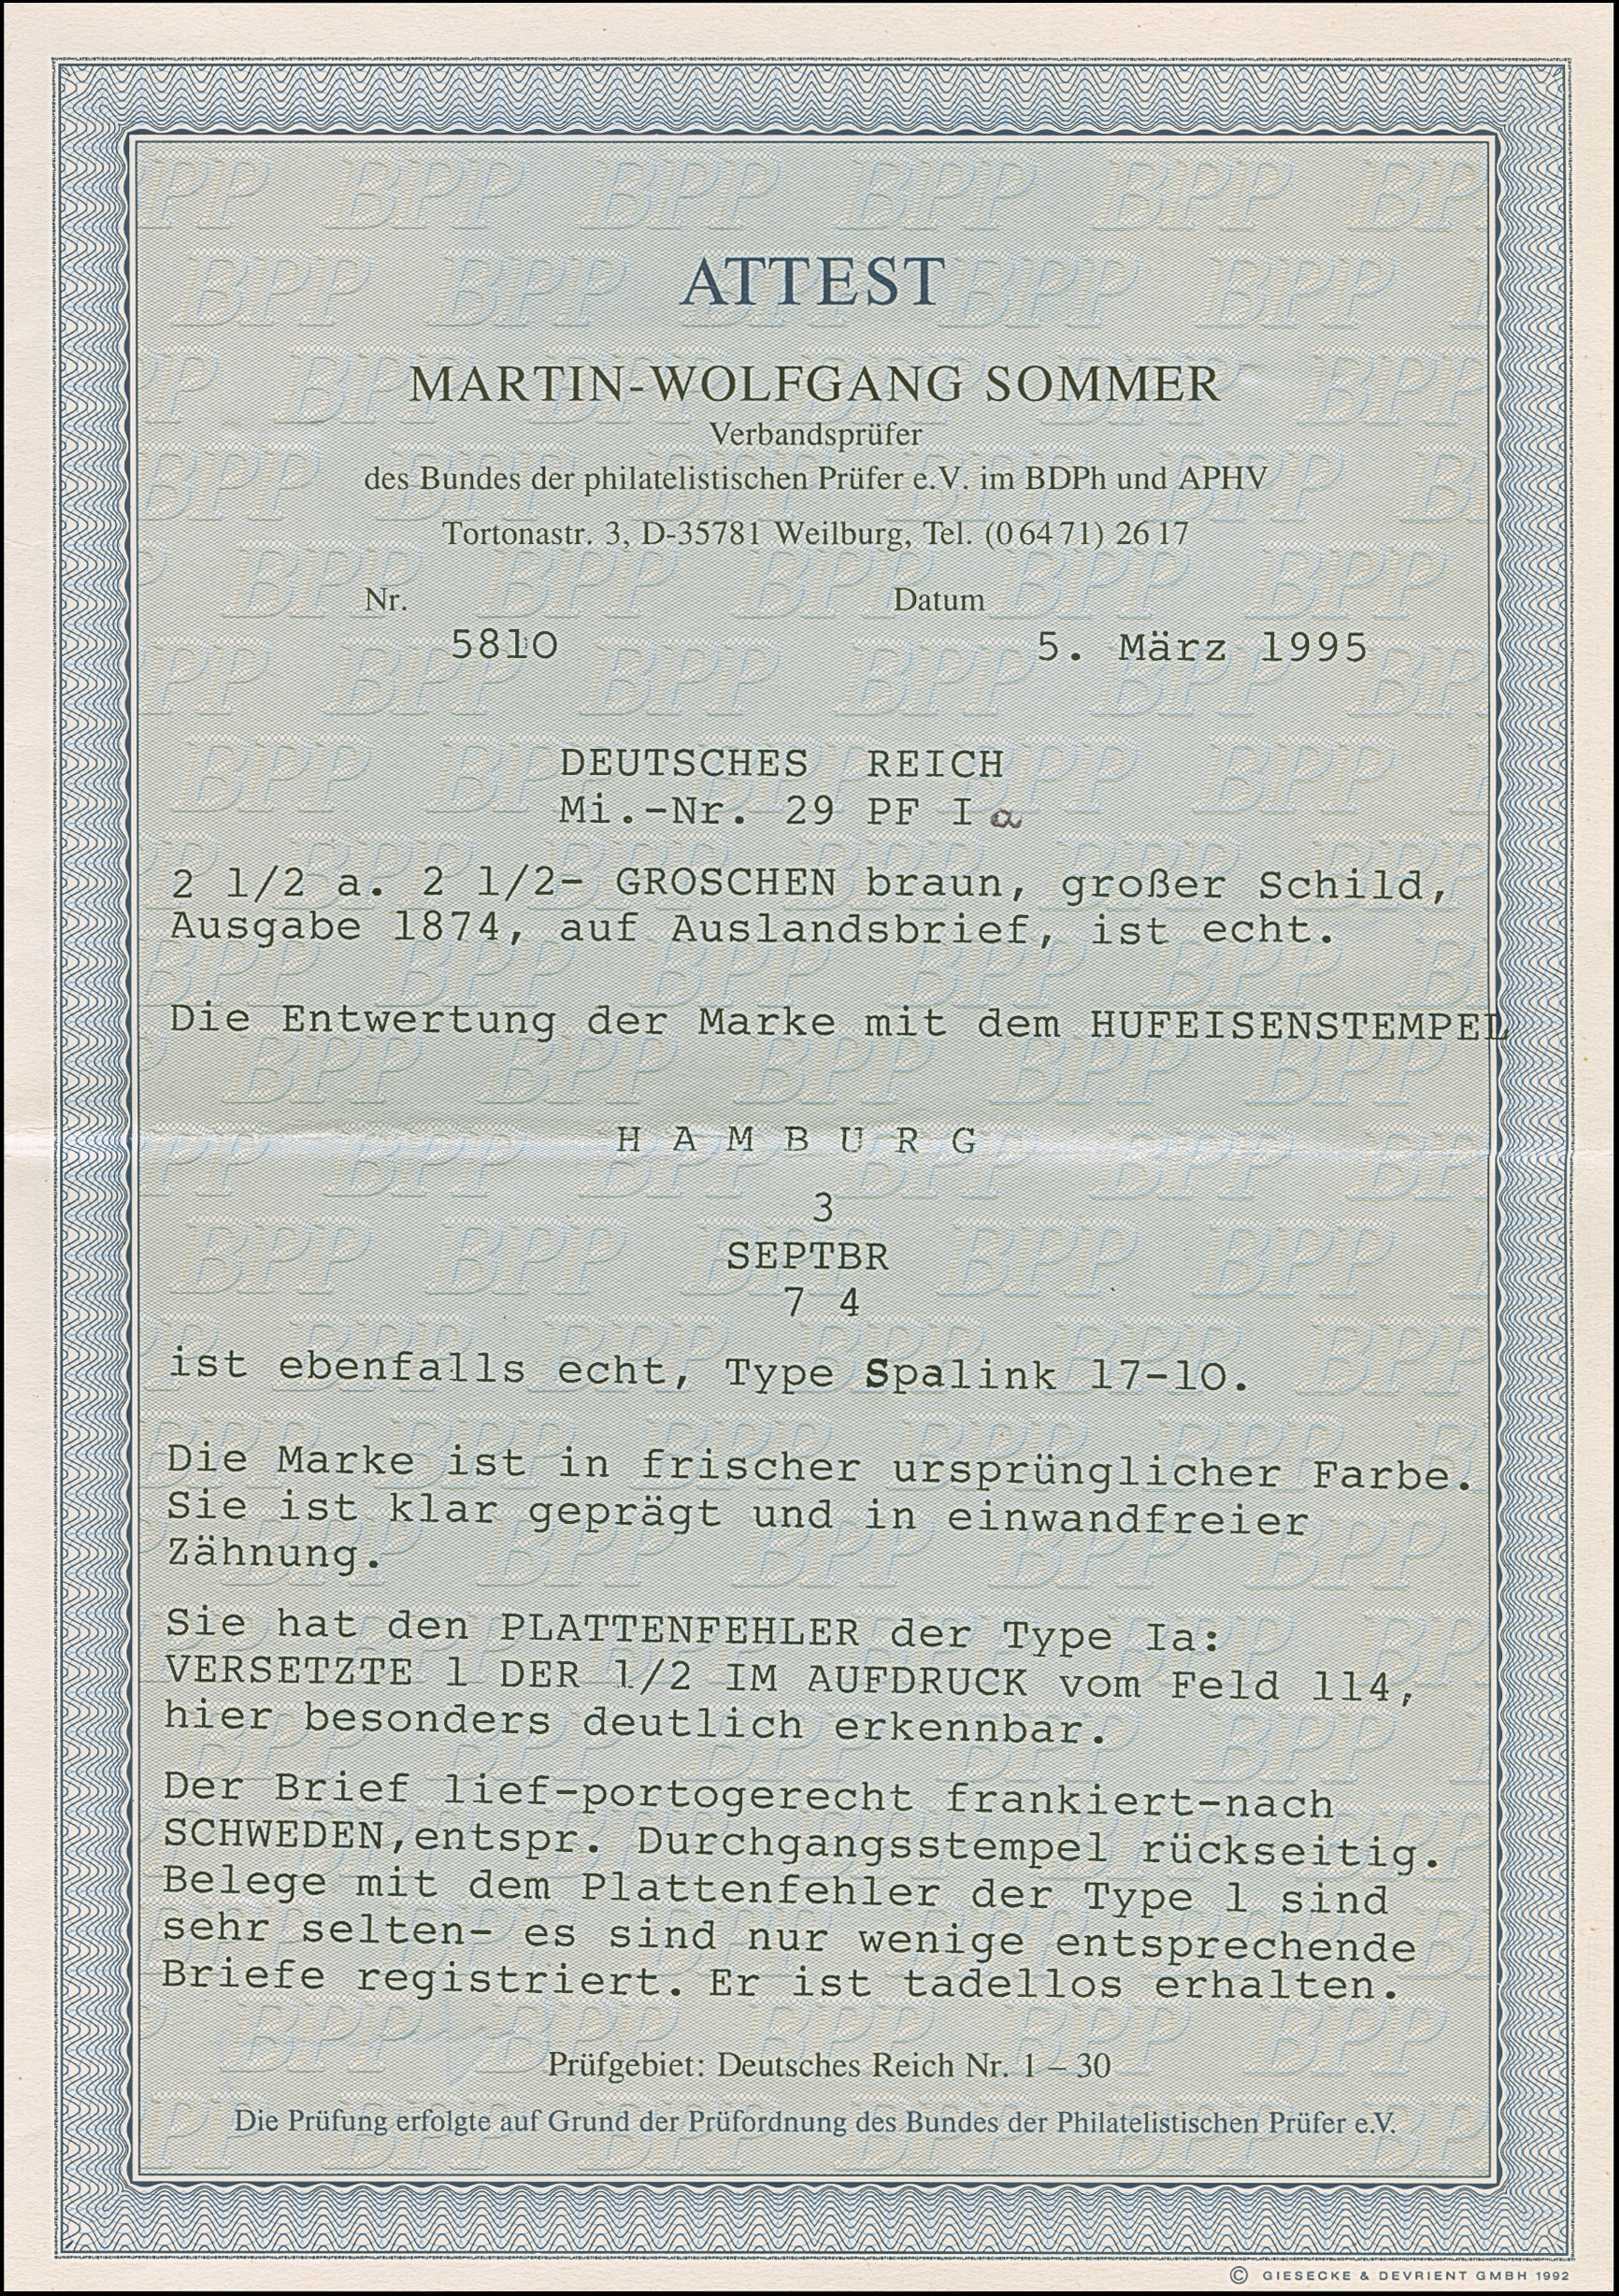 ATTEST
MARTIN-WOLFGANG SOMMER
Verbandsprüfer
des Bundes der philatelistischen Prüfer e.V. im BDPh und APHV
Tortonastr. 3, D-35781 Weilburg, Tel. (0 64 71) 26 17
Nr. Datum
5810 5. März 1995
DEUTSCHES REICH
Mi.-Nr. 29 PF I a
2 1/2 a. 2 1/2- GROSCHEN braun, großer Schild,
Ausgabe 1874, auf Auslandsbrief, ist echt.
Die Entwertung der Marke mit dem HUFEISENSTEMPEL
H A M B U R G
3
SEPTBR
7 4
ist ebenfalls echt, Type Spalink 17-10.
Die Marke ist in frischer ursprünglicher Farbe.
Sie ist klar geprägt und in einwandfreier
Zähnung.
Sie hat den PLATTENFEHLER der Type Ia:
VERSETZTE 1 DER 1/2 IM AUFDRUCK vom Feld 114,
hier besonders deutlich erkennbar.
Der Brief lief-portogerecht frankiert-nach
SCHWEDEN,entspr. Durchgangsstempel rückseitig.
Belege mit dem Plattenfehler der Type 1 sind
sehr selten- es sind nur wenige entsprechende
Briefe registriert. Er ist tadellos erhalten.
Prüfgebiet: Deutsches Reich Nr. 1 – 30
Die Prüfung erfolgte auf Grund der Prüfordnung des Bundes der Philatelistischen Prüfer e.V.
© GIESECKE & DEVRIENT GMBH 1992